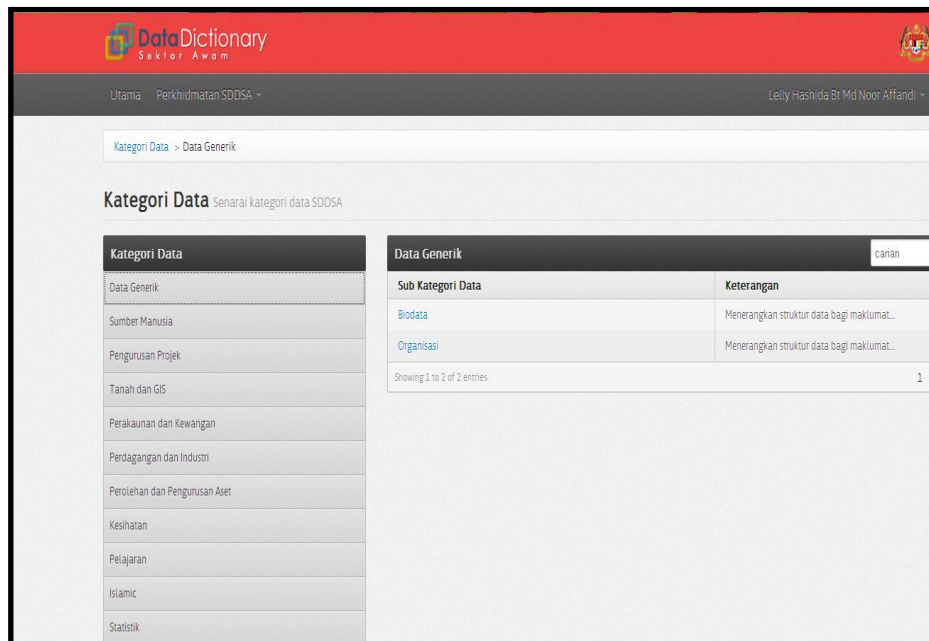 DataDictionary
Sektor Awam
Utama Perkhidmatan SDDSA Lelly Hashida Bt Md Noor Affandi
Kategori Data > Data Generik
Kategori Data Senarai kategori data SDDSA
Kategori Data
Data Generik
Sumber Manusia
Pengurusan Projek
Tanah dan GIS
Perakaunan dan Kewangan
Perdagangan dan Industri
Perolehan dan Pengurusan Aset
Kesihatan
Pelajaran
Islamic
Statistik
Data Generik carian
Sub Kategori Data Keterangan
Biodata Menerangkan struktur data bagi maklumat...
Organisasi Menerangkan struktur data bagi maklumat...
Showing 1 to 2 of 2 entries 1